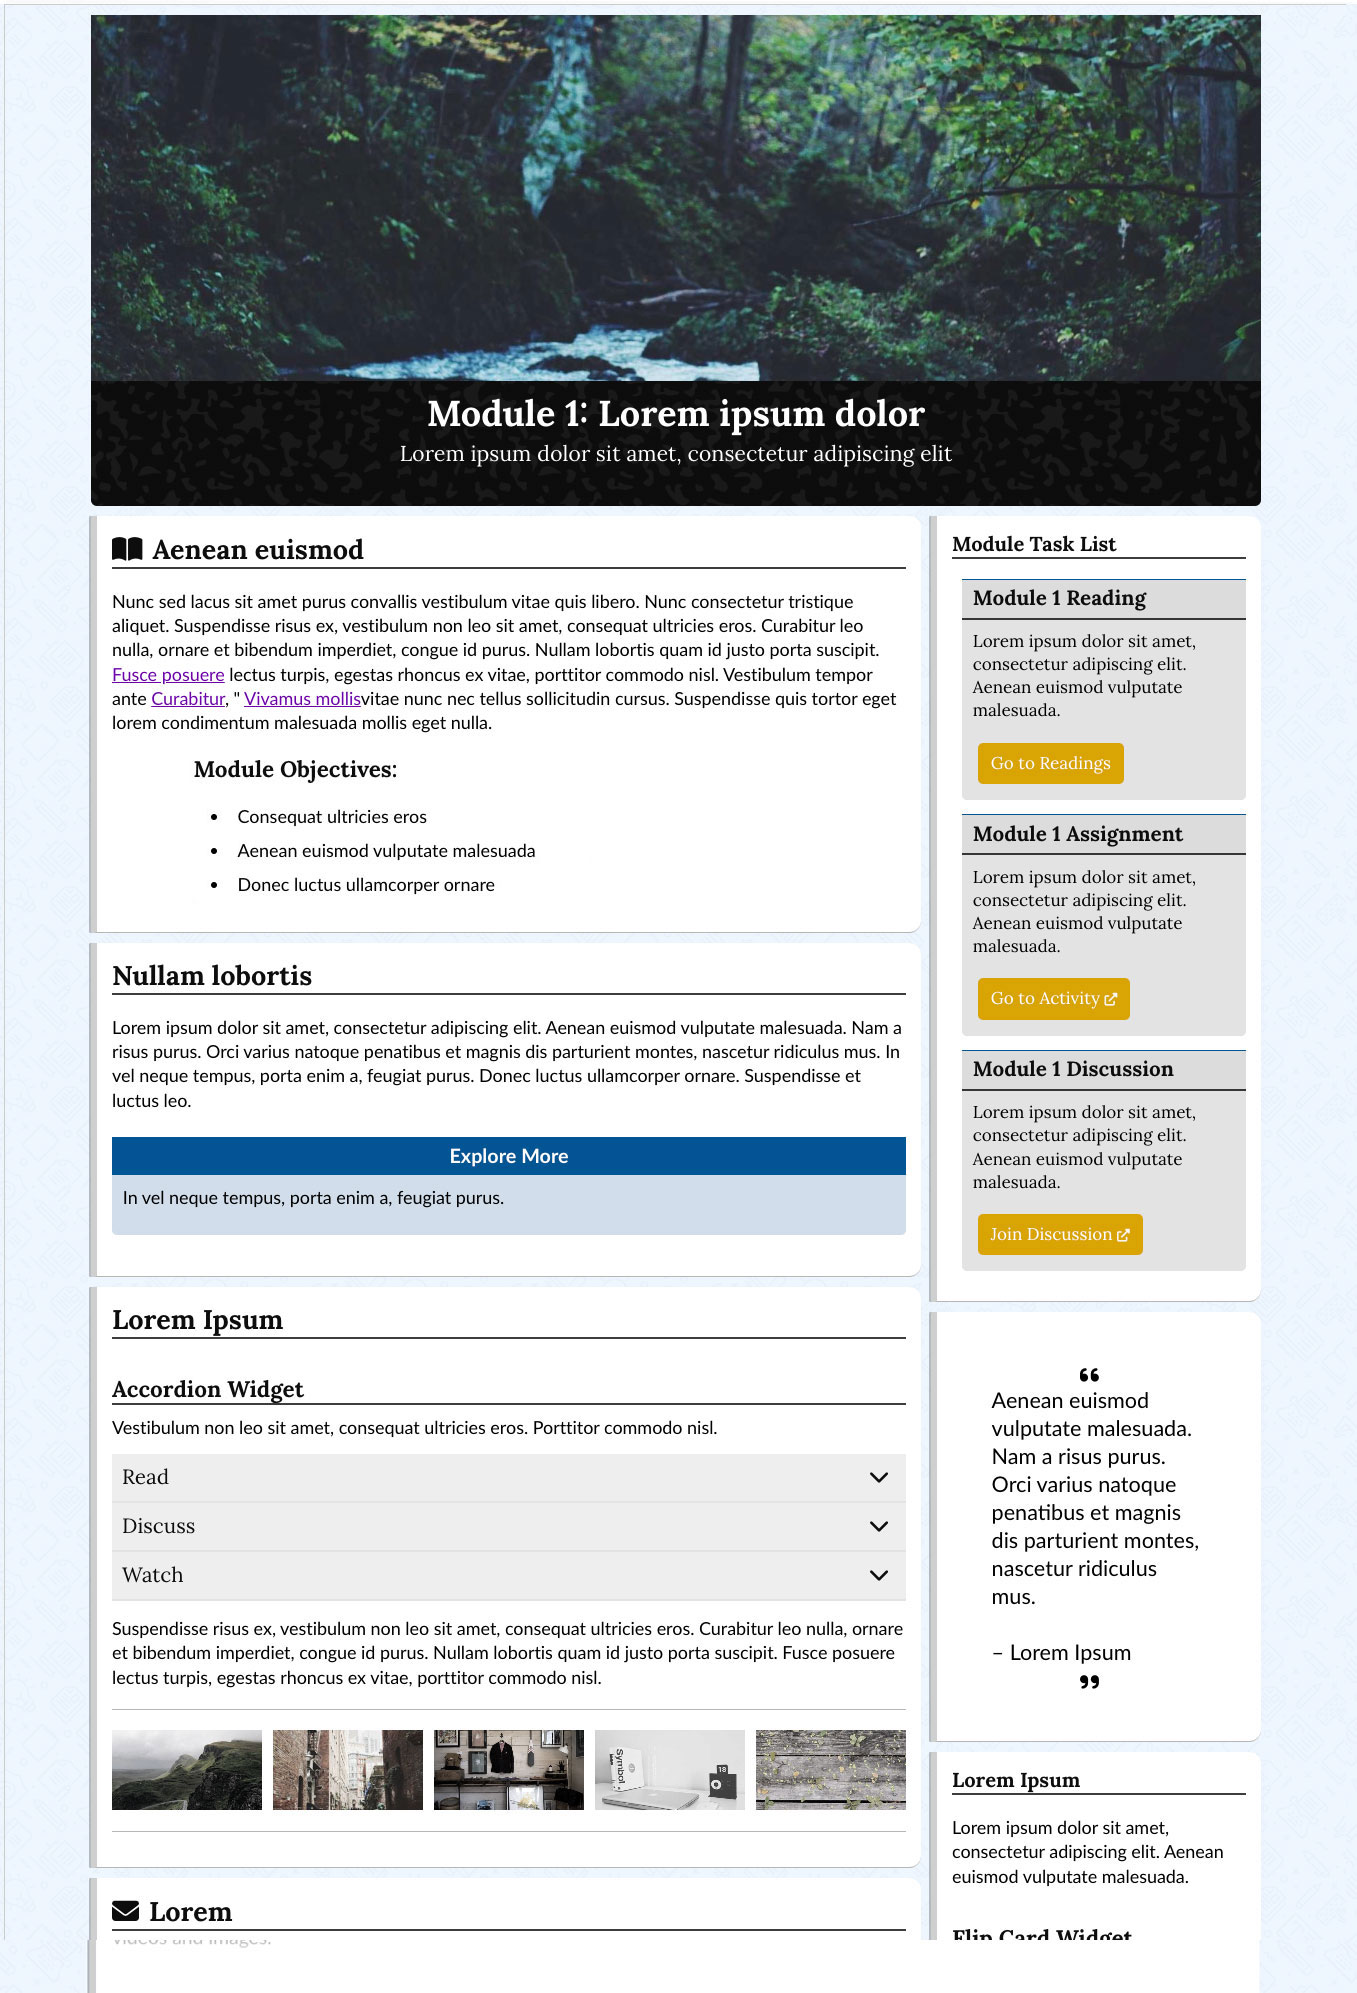 Module 1: Lorem ipsum dolor
Lorem ipsum dolor sit amet, consectetur adipiscing elit
Aenean euismod
Nunc sed lacus sit amet purus convallis vestibulum vitae quis libero. Nunc consectetur tristique
aliquet. Suspendisse risus ex, vestibulum non leo sit amet, consequat ultricies eros. Curabitur leo
nulla, ornare et bibendum imperdiet, congue id purus. Nullam lobortis quam id justo porta suscipit.
Fusce posuere lectus turpis, egestas rhoncus ex vitae, porttitor commodo nisl. Vestibulum tempor
ante Curabitur, " Vivamus mollisvitae nunc nec tellus sollicitudin cursus. Suspendisse quis tortor eget
lorem condimentum malesuada mollis eget nulla.
Module Objectives:
• Consequat ultricies eros
• Aenean euismod vulputate malesuada
• Donec luctus ullamcorper ornare
Nullam lobortis
Lorem ipsum dolor sit amet, consectetur adipiscing elit. Aenean euismod vulputate malesuada. Nam a
risus purus. Orci varius natoque penatibus et magnis dis parturient montes, nascetur ridiculus mus. In
vel neque tempus, porta enim a, feugiat purus. Donec luctus ullamcorper ornare. Suspendisse et
luctus leo.
Explore More
In vel neque tempus, porta enim a, feugiat purus.
Lorem Ipsum
Accordion Widget
Vestibulum non leo sit amet, consequat ultricies eros. Porttitor commodo nisl.
Read
Discuss
Watch
Suspendisse risus ex, vestibulum non leo sit amet, consequat ultricies eros. Curabitur leo nulla, ornare
et bibendum imperdiet, congue id purus. Nullam lobortis quam id justo porta suscipit. Fusce posuere
lectus turpis, egestas rhoncus ex vitae, porttitor commodo nisl.
Symbol
18
Lorem
videos and images.
Module Task List
Module 1 Reading
Lorem ipsum dolor sit amet,
consectetur adipiscing elit.
Aenean euismod vulputate
malesuada.
Go to Readings
Module 1 Assignment
Lorem ipsum dolor sit amet,
consectetur adipiscing elit.
Aenean euismod vulputate
malesuada.
Go to Activity
Module 1 Discussion
Lorem ipsum dolor sit amet,
consectetur adipiscing elit.
Aenean euismod vulputate
malesuada.
Join Discussion
❝
Aenean euismod
vulputate malesuada.
Nam a risus purus.
Orci varius natoque
penatibus et magnis
dis parturient montes,
nascetur ridiculus
mus.
– Lorem Ipsum
❞
Lorem Ipsum
Lorem ipsum dolor sit amet,
consectetur adipiscing elit. Aenean
euismod vulputate malesuada.
Flip Card Widget